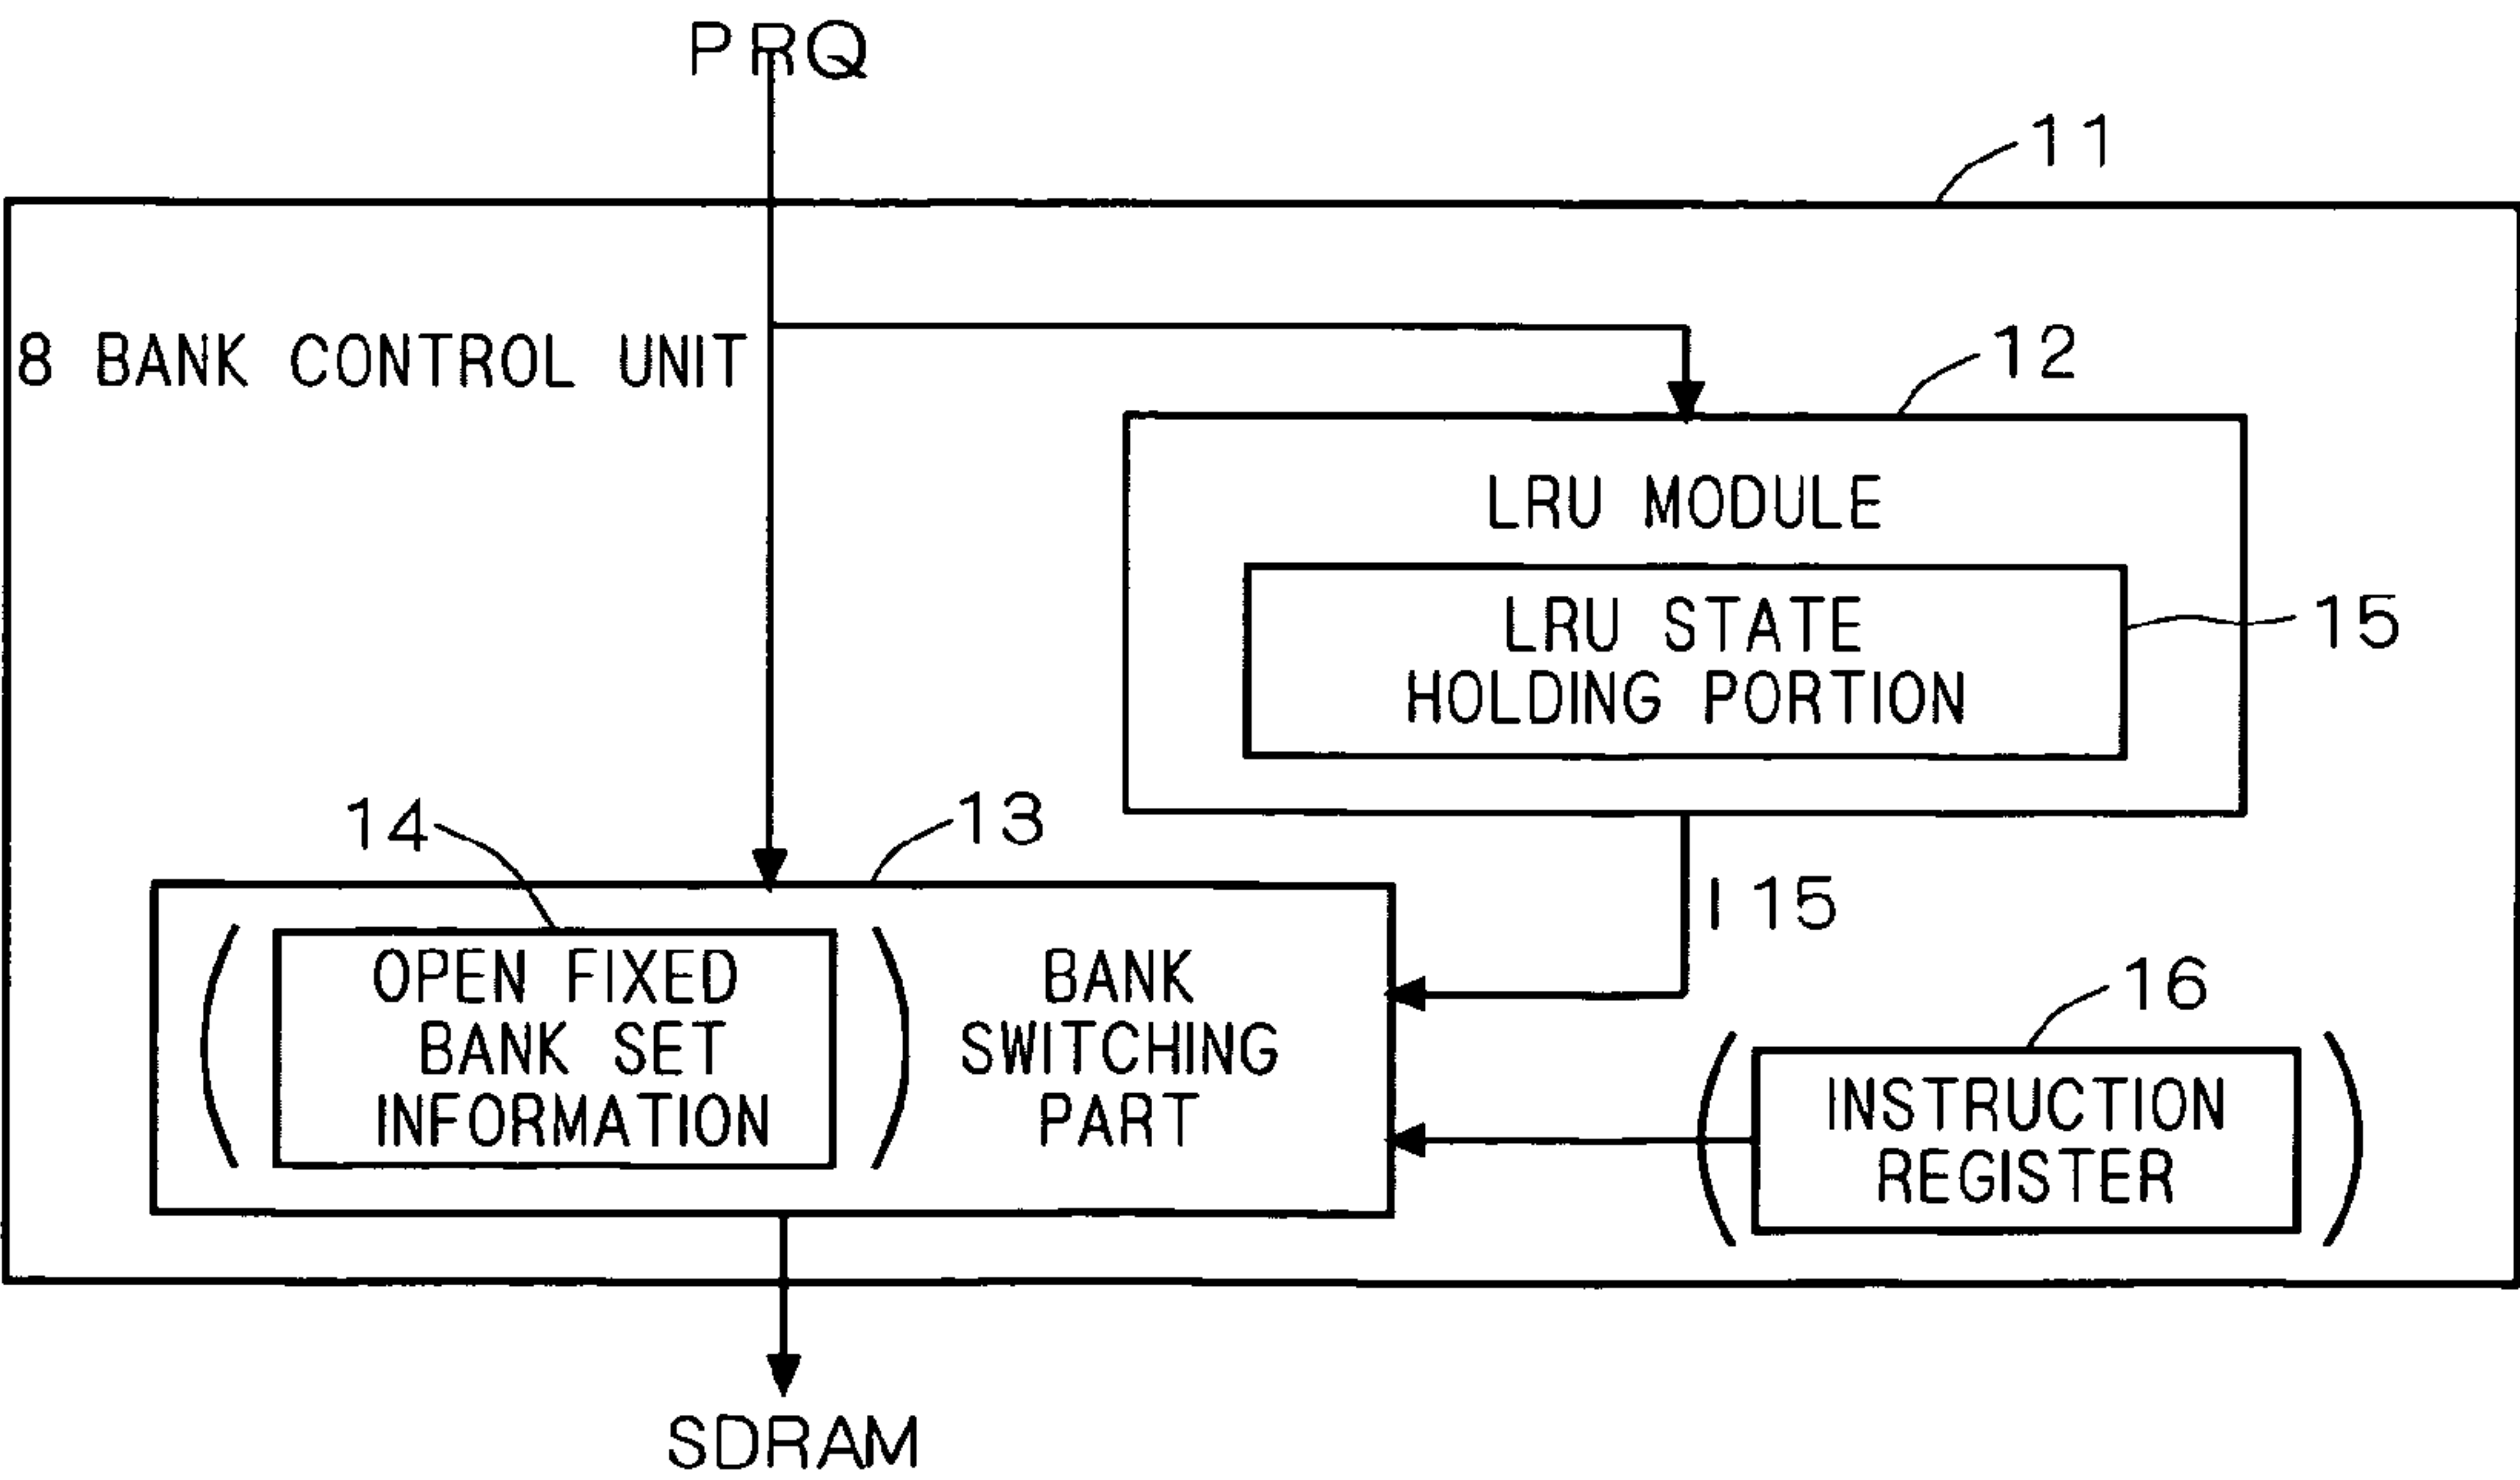 PRQ
11
8 BANK CONTROL UNIT
12
LRU MODULE
LRU STATE
HOLDING PORTION
15
14
13
I 15
OPEN FIXED
BANK SET
INFORMATION
BANK
SWITCHING
PART
16
INSTRUCTION
REGISTER
SDRAM